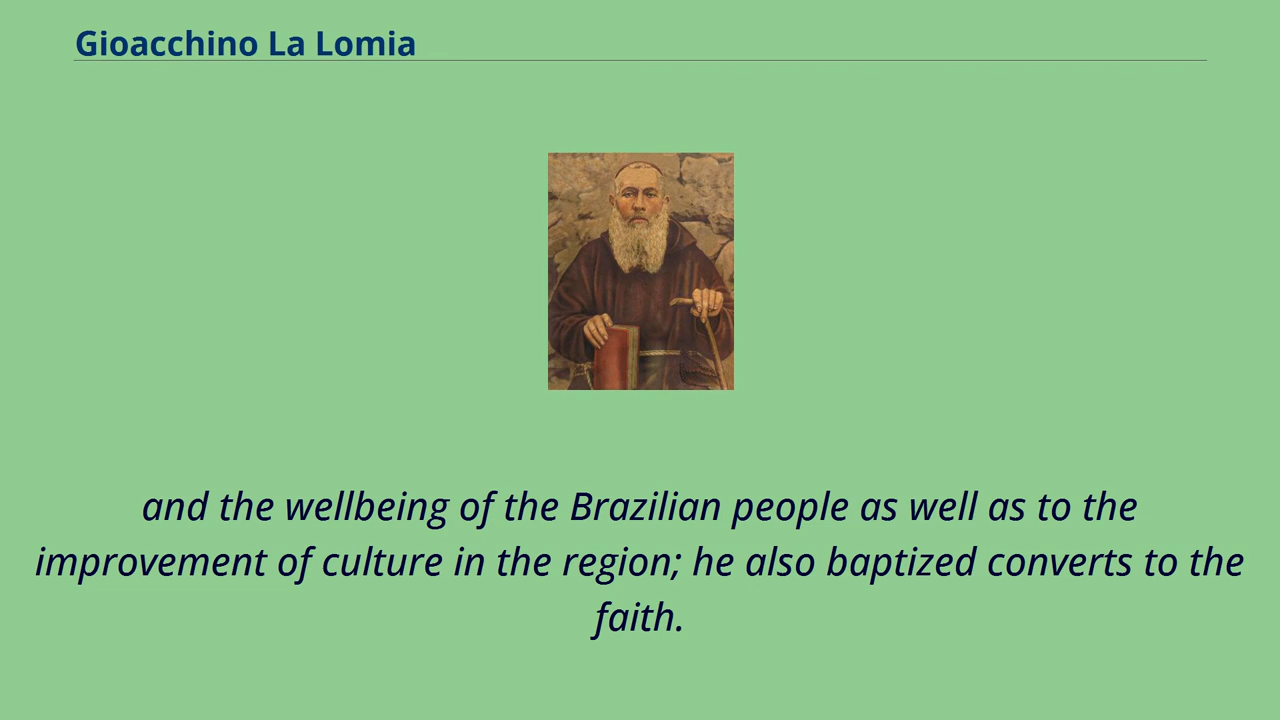 Gioacchino La Lomia
and the wellbeing of the Brazilian people as well as to the
improvement of culture in the region; he also baptized converts to the
faith.